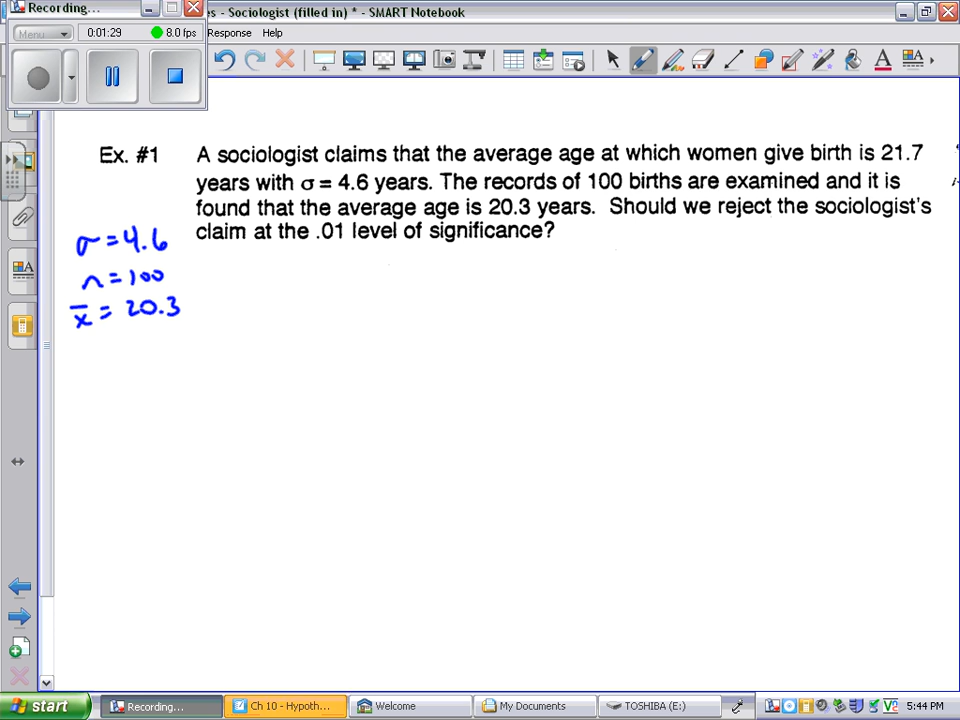 Recording...
es - Sociologist (filled in) * - SMART Notebook
Menu
0:01:29
8.0 fps
Response Help
Ex. #1 A sociologist claims that the average age at which women give birth is 21.7
years with σ = 4.6 years. The records of 100 births are examined and it is
found that the average age is 20.3 years. Should we reject the sociologist's
claim at the .01 level of significance?
σ = 4.6
n = 100
x̅ = 20.3
start
Recording...
Ch 10 - Hypoth...
Welcome
My Documents
TOSHIBA (E:)
5:44 PM